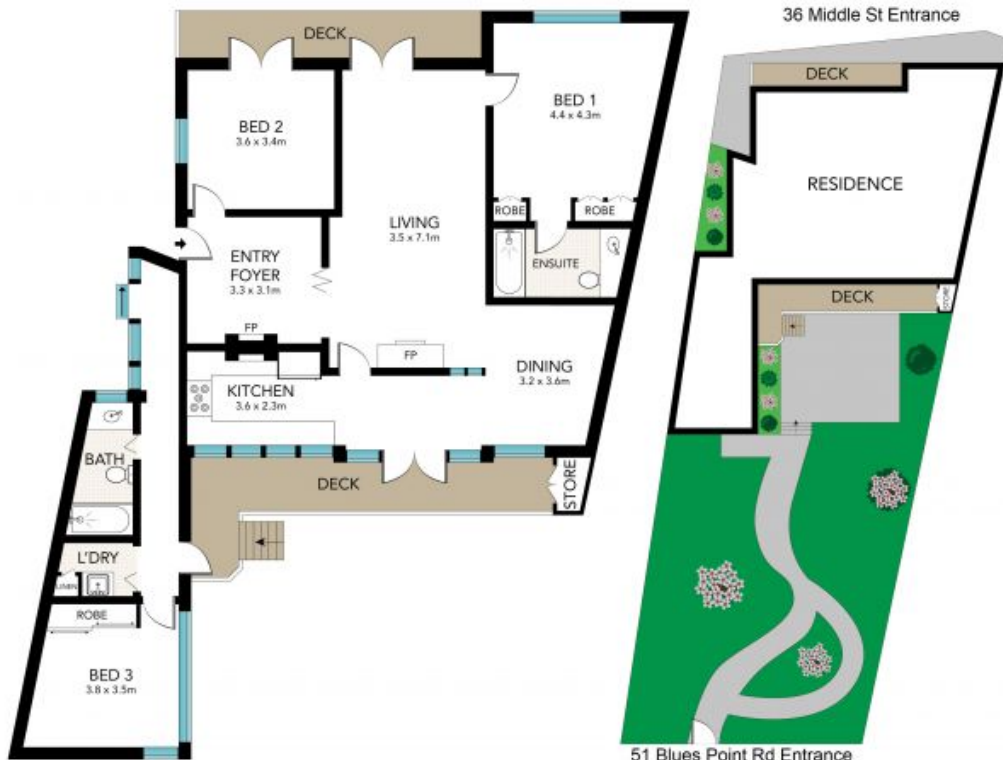 36 Middle St Entrance
DECK
DECK
BED 2
3.6 x 3.4m
BED 1
4.4 x 4.3m
RESIDENCE
ROBE
ROBE
LIVING
3.5 x 7.1m
ENTRY
FOYER
3.3 x 3.1m
ENSUITE
DECK
STORE
FP
FP
DINING
3.2 x 3.6m
KITCHEN
3.6 x 2.3m
BATH
DECK
STORE
L'DRY
LINEN
ROBE
BED 3
3.8 x 3.5m
51 Blues Point Rd Entrance